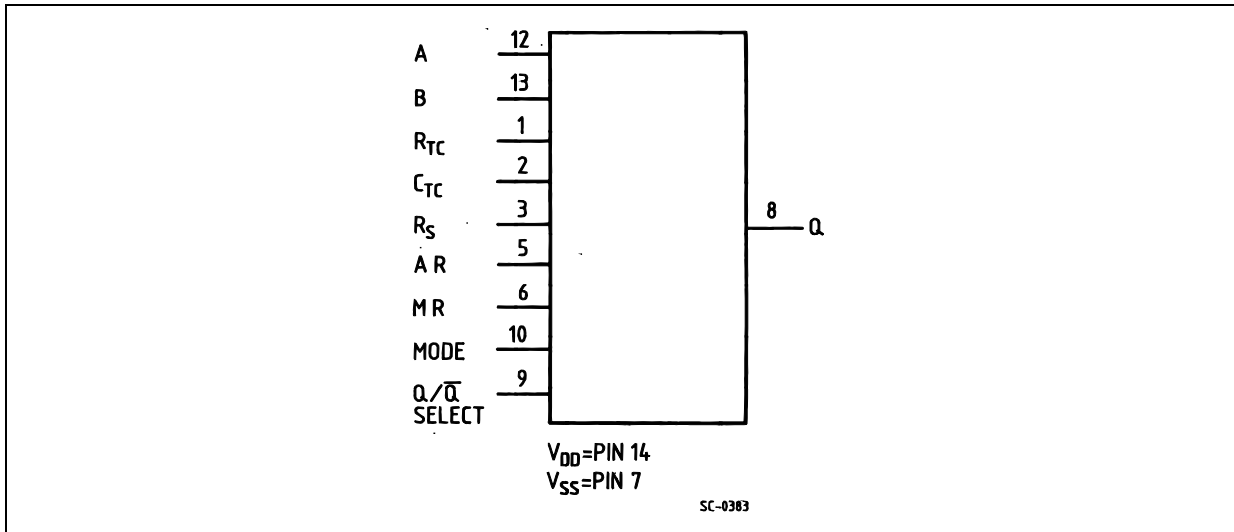 A 12
B 13
R_TC 1
C_TC 2
R_S 3
8 Q
A R 5
M R 6
MODE 10
Q/Q̅ 9
SELECT
V_DD=PIN 14
V_SS=PIN 7
SC-0383